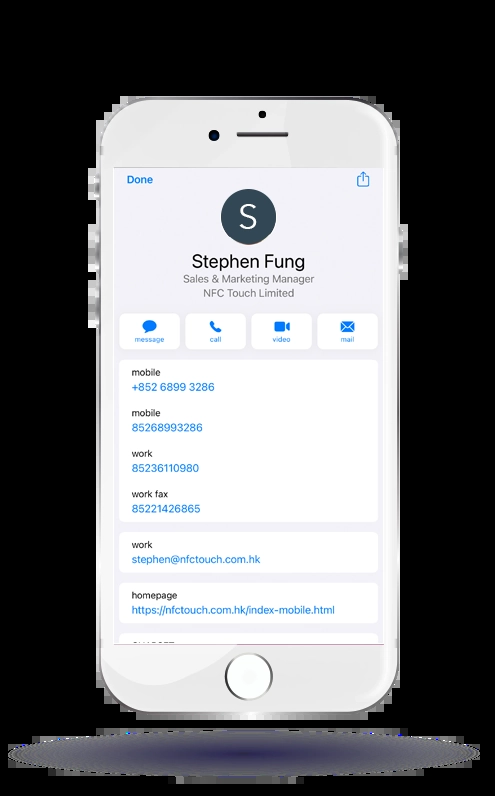 Done
S
Stephen Fung
Sales & Marketing Manager
NFC Touch Limited
message call video mail
mobile
+852 6899 3286
mobile
85268993286
work
85236110980
work fax
85221426865
work
stephen@nfctouch.com.hk
homepage
https://nfctouch.com.hk/index-mobile.html